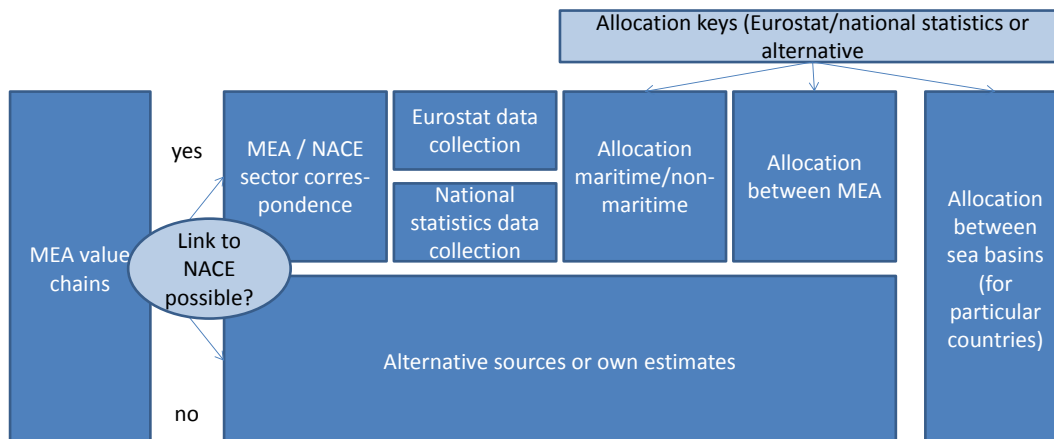 Allocation keys (Eurostat/national statistics or
alternative
MEA value
chains
yes
Link to
NACE
possible?
no
MEA / NACE
sector corres-
pondence
Eurostat data
collection
National
statistics data
collection
Allocation
maritime/non-
maritime
Allocation
between MEA
Alternative sources or own estimates
Allocation
between
sea basins
(for
particular
countries)